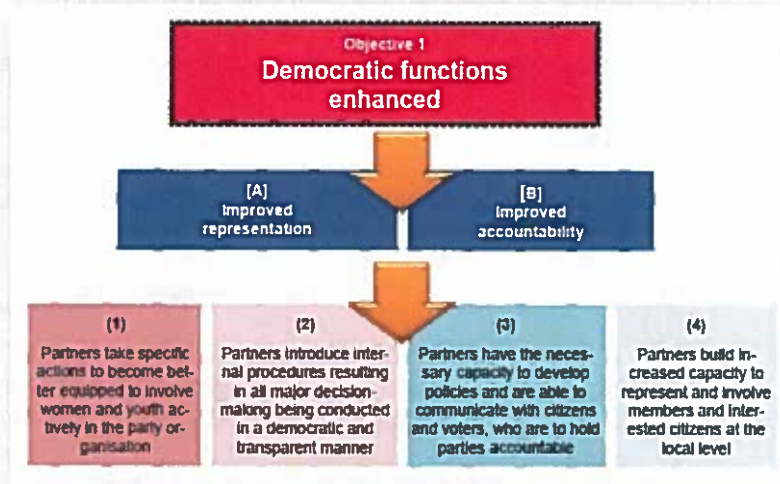 Objective 1
Democratic functions
enhanced
[A]
Improved
representation
[B]
Improved
accountability
(1)
Partners take specific
actions to become bet-
ter equipped to involve
women and youth ac-
tively in the party or-
ganisation
(2)
Partners introduce inter-
nal procedures resulting
in all major decision-
making being conducted
in a democratic and
transparent manner
(3)
Partners have the neces-
sary capacity to develop
policies and are able to
communicate with citizens
and voters, who are to hold
parties accountable
(4)
Partners build in-
creased capacity to
represent and involve
members and inter-
ested citizens at the
local level